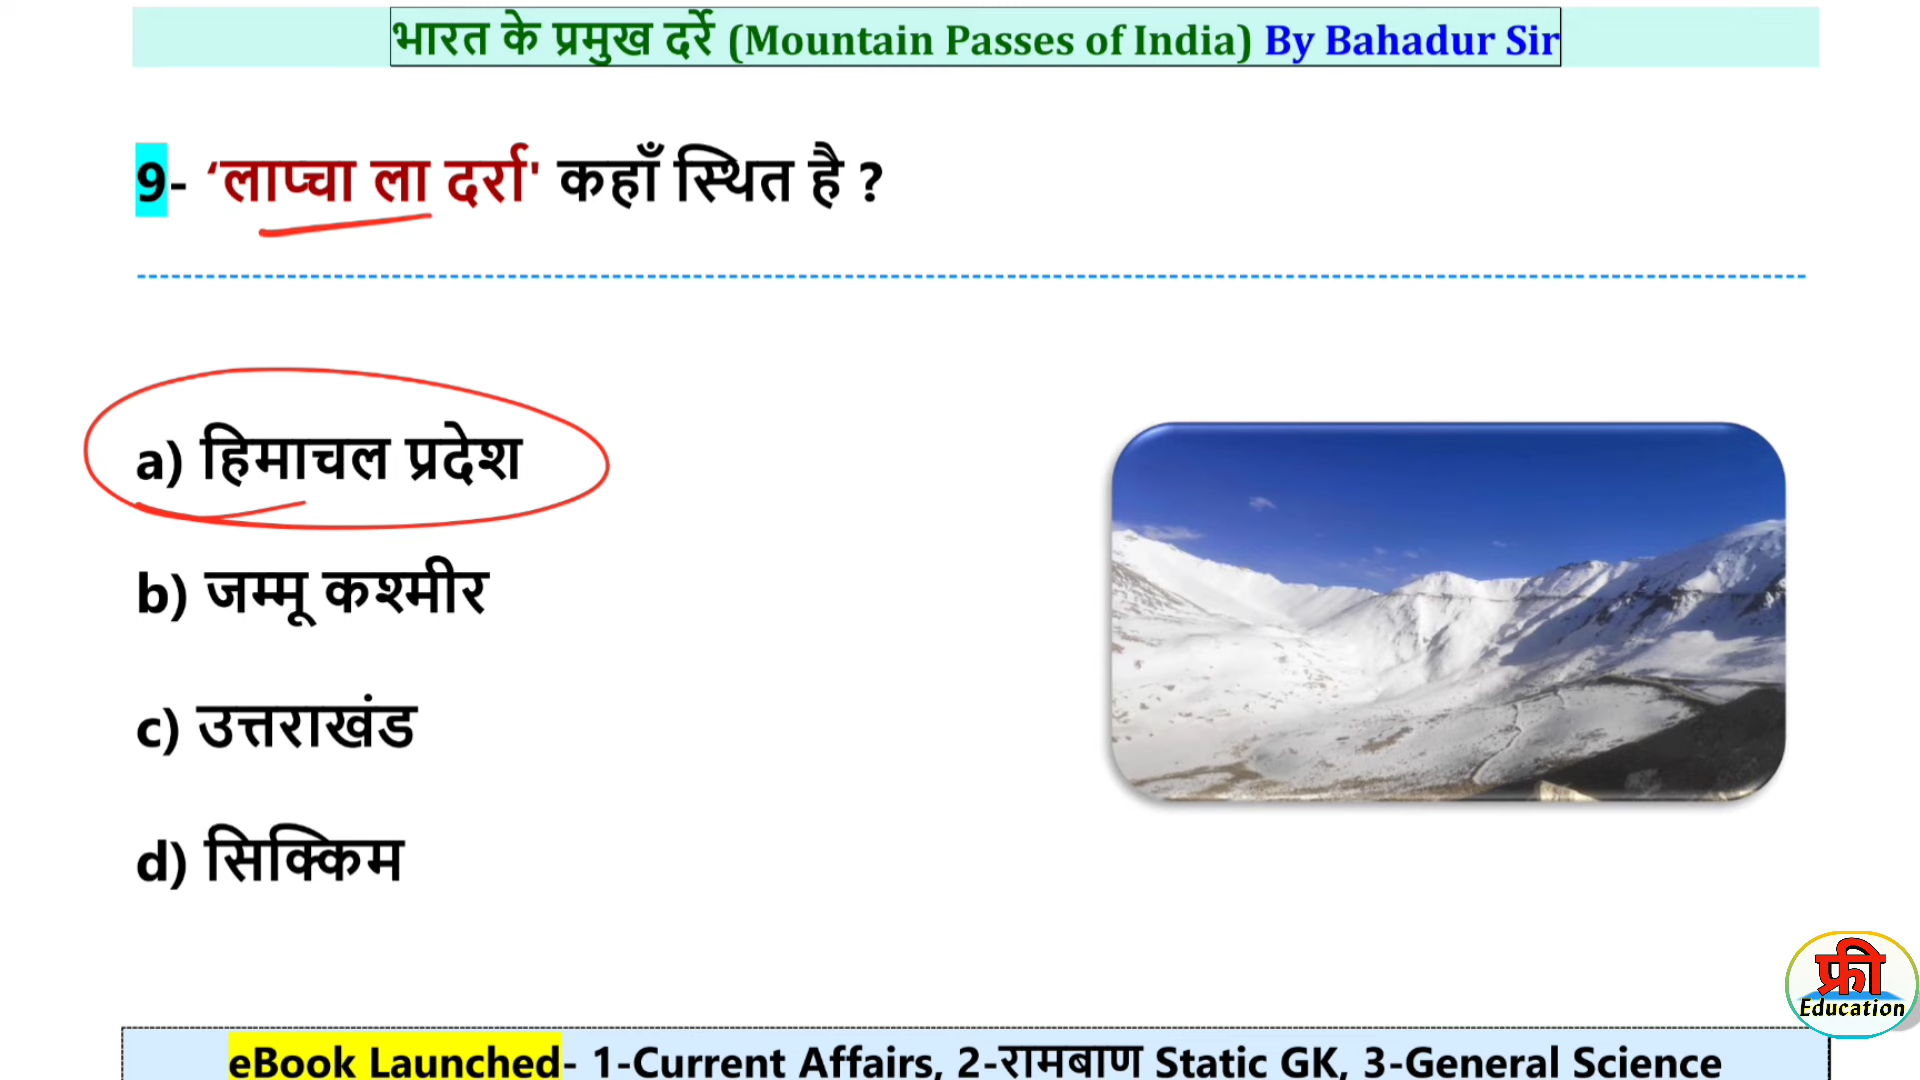 भारत के प्रमुख दर्रे (Mountain Passes of India) By Bahadur Sir
9- ‘लाप्चा ला दर्रा' कहाँ स्थित है ?
a) हिमाचल प्रदेश
b) जम्मू कश्मीर
c) उत्तराखंड
d) सिक्किम
फ्री
Education
eBook Launched- 1-Current Affairs, 2-रामबाण Static GK, 3-General Science